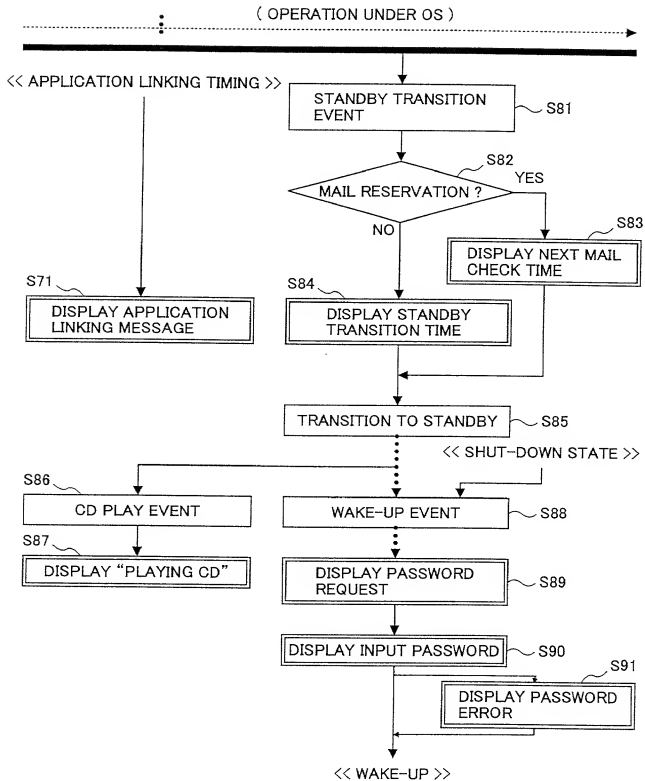 ( OPERATION UNDER OS )
<< APPLICATION LINKING TIMING >>
STANDBY TRANSITION
EVENT
S81
S82
MAIL RESERVATION ?
YES
NO
S83
DISPLAY NEXT MAIL
CHECK TIME
S71
DISPLAY APPLICATION
LINKING MESSAGE
S84
DISPLAY STANDBY
TRANSITION TIME
TRANSITION TO STANDBY
S85
<< SHUT-DOWN STATE >>
S86
CD PLAY EVENT
WAKE-UP EVENT
S88
S87
DISPLAY “PLAYING CD”
DISPLAY PASSWORD
REQUEST
S89
DISPLAY INPUT PASSWORD
S90
S91
DISPLAY PASSWORD
ERROR
<< WAKE-UP >>